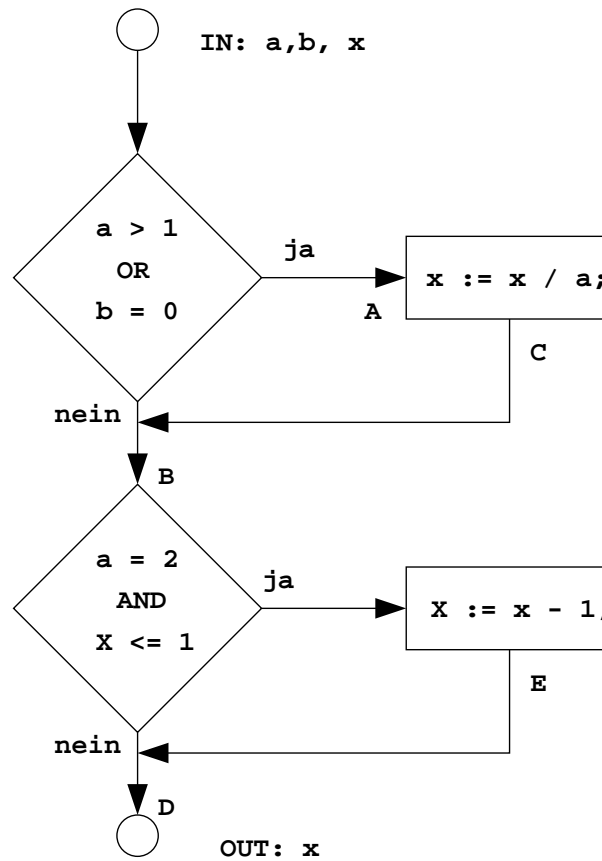 IN: a,b, x
a > 1
OR
b = 0
ja
A
x := x / a;
C
nein
B
a = 2
AND
X <= 1
ja
X := x - 1;
E
nein
D
OUT: x